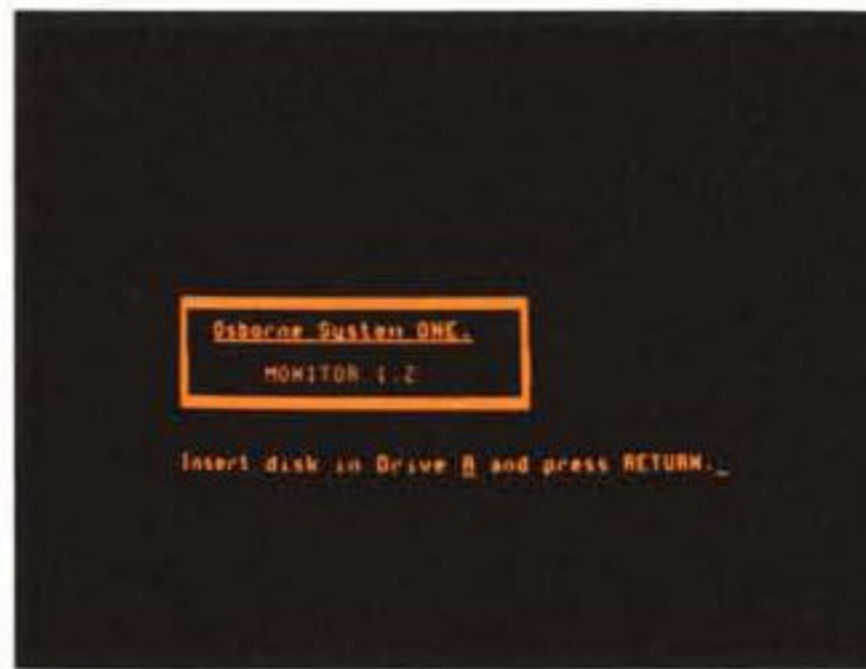 Osborne System ONE.
MONITOR 1.2
Insert disk in Drive A and press RETURN._